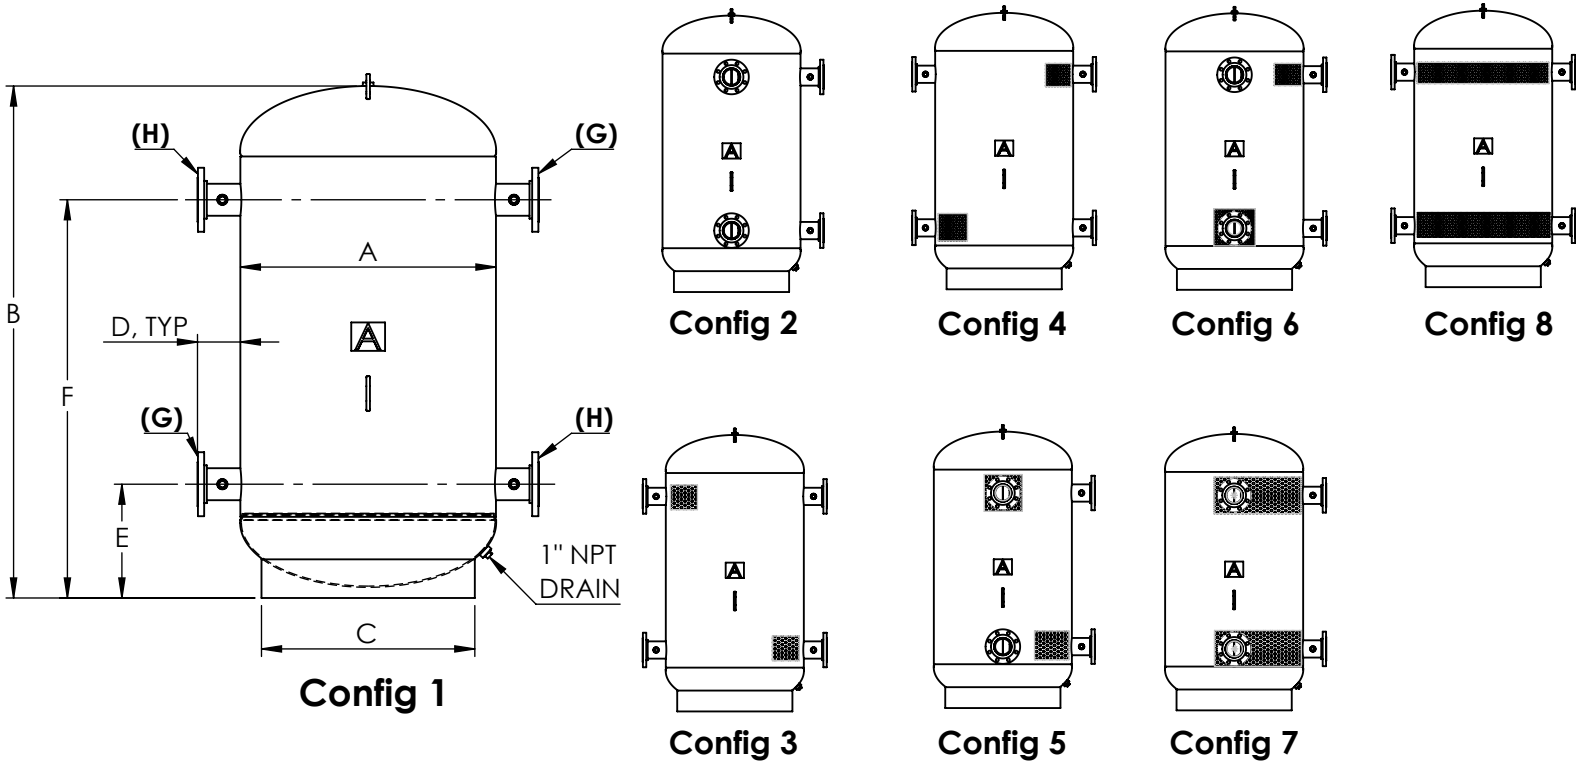 (H)
(G)
A
B
D, TYP
A
F
(G)
(H)
E
1" NPT
DRAIN
C
Config 1
A
Config 2
A
Config 4
A
Config 6
A
Config 8
A
Config 3
A
Config 5
A
Config 7